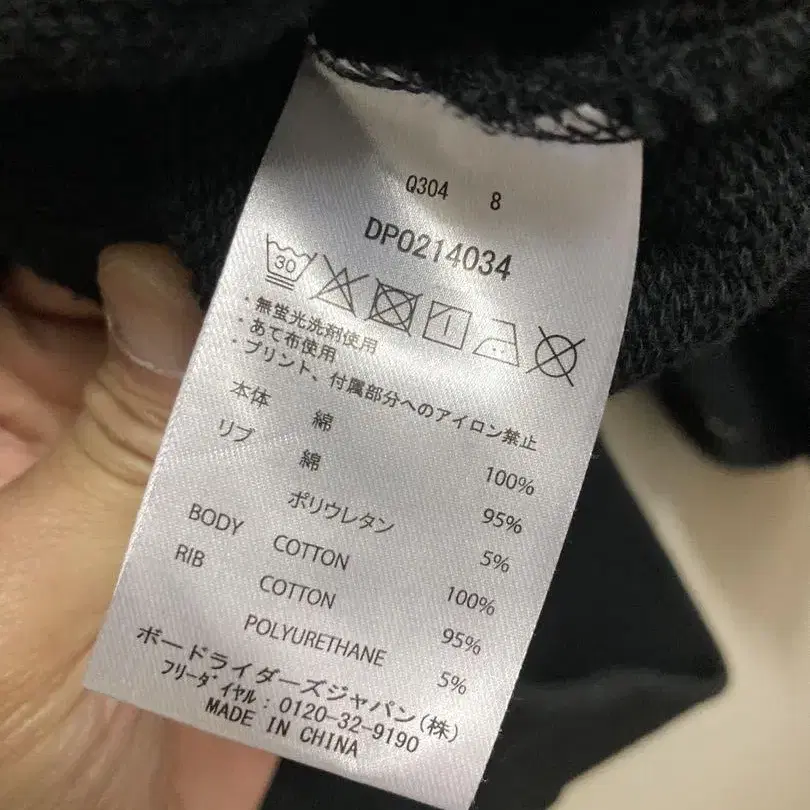 Q304 8
DPO214034
30
・無蛍光洗剤使用
・あて布使用
・プリント、付属部分へのアイロン禁止
本体 綿 100%
リブ 綿 95%
ポリウレタン 5%
BODY COTTON 100%
RIB COTTON 95%
POLYURETHANE 5%
ボードライダーズジャパン(株)
フリーダイヤル:0120-32-9190
MADE IN CHINA